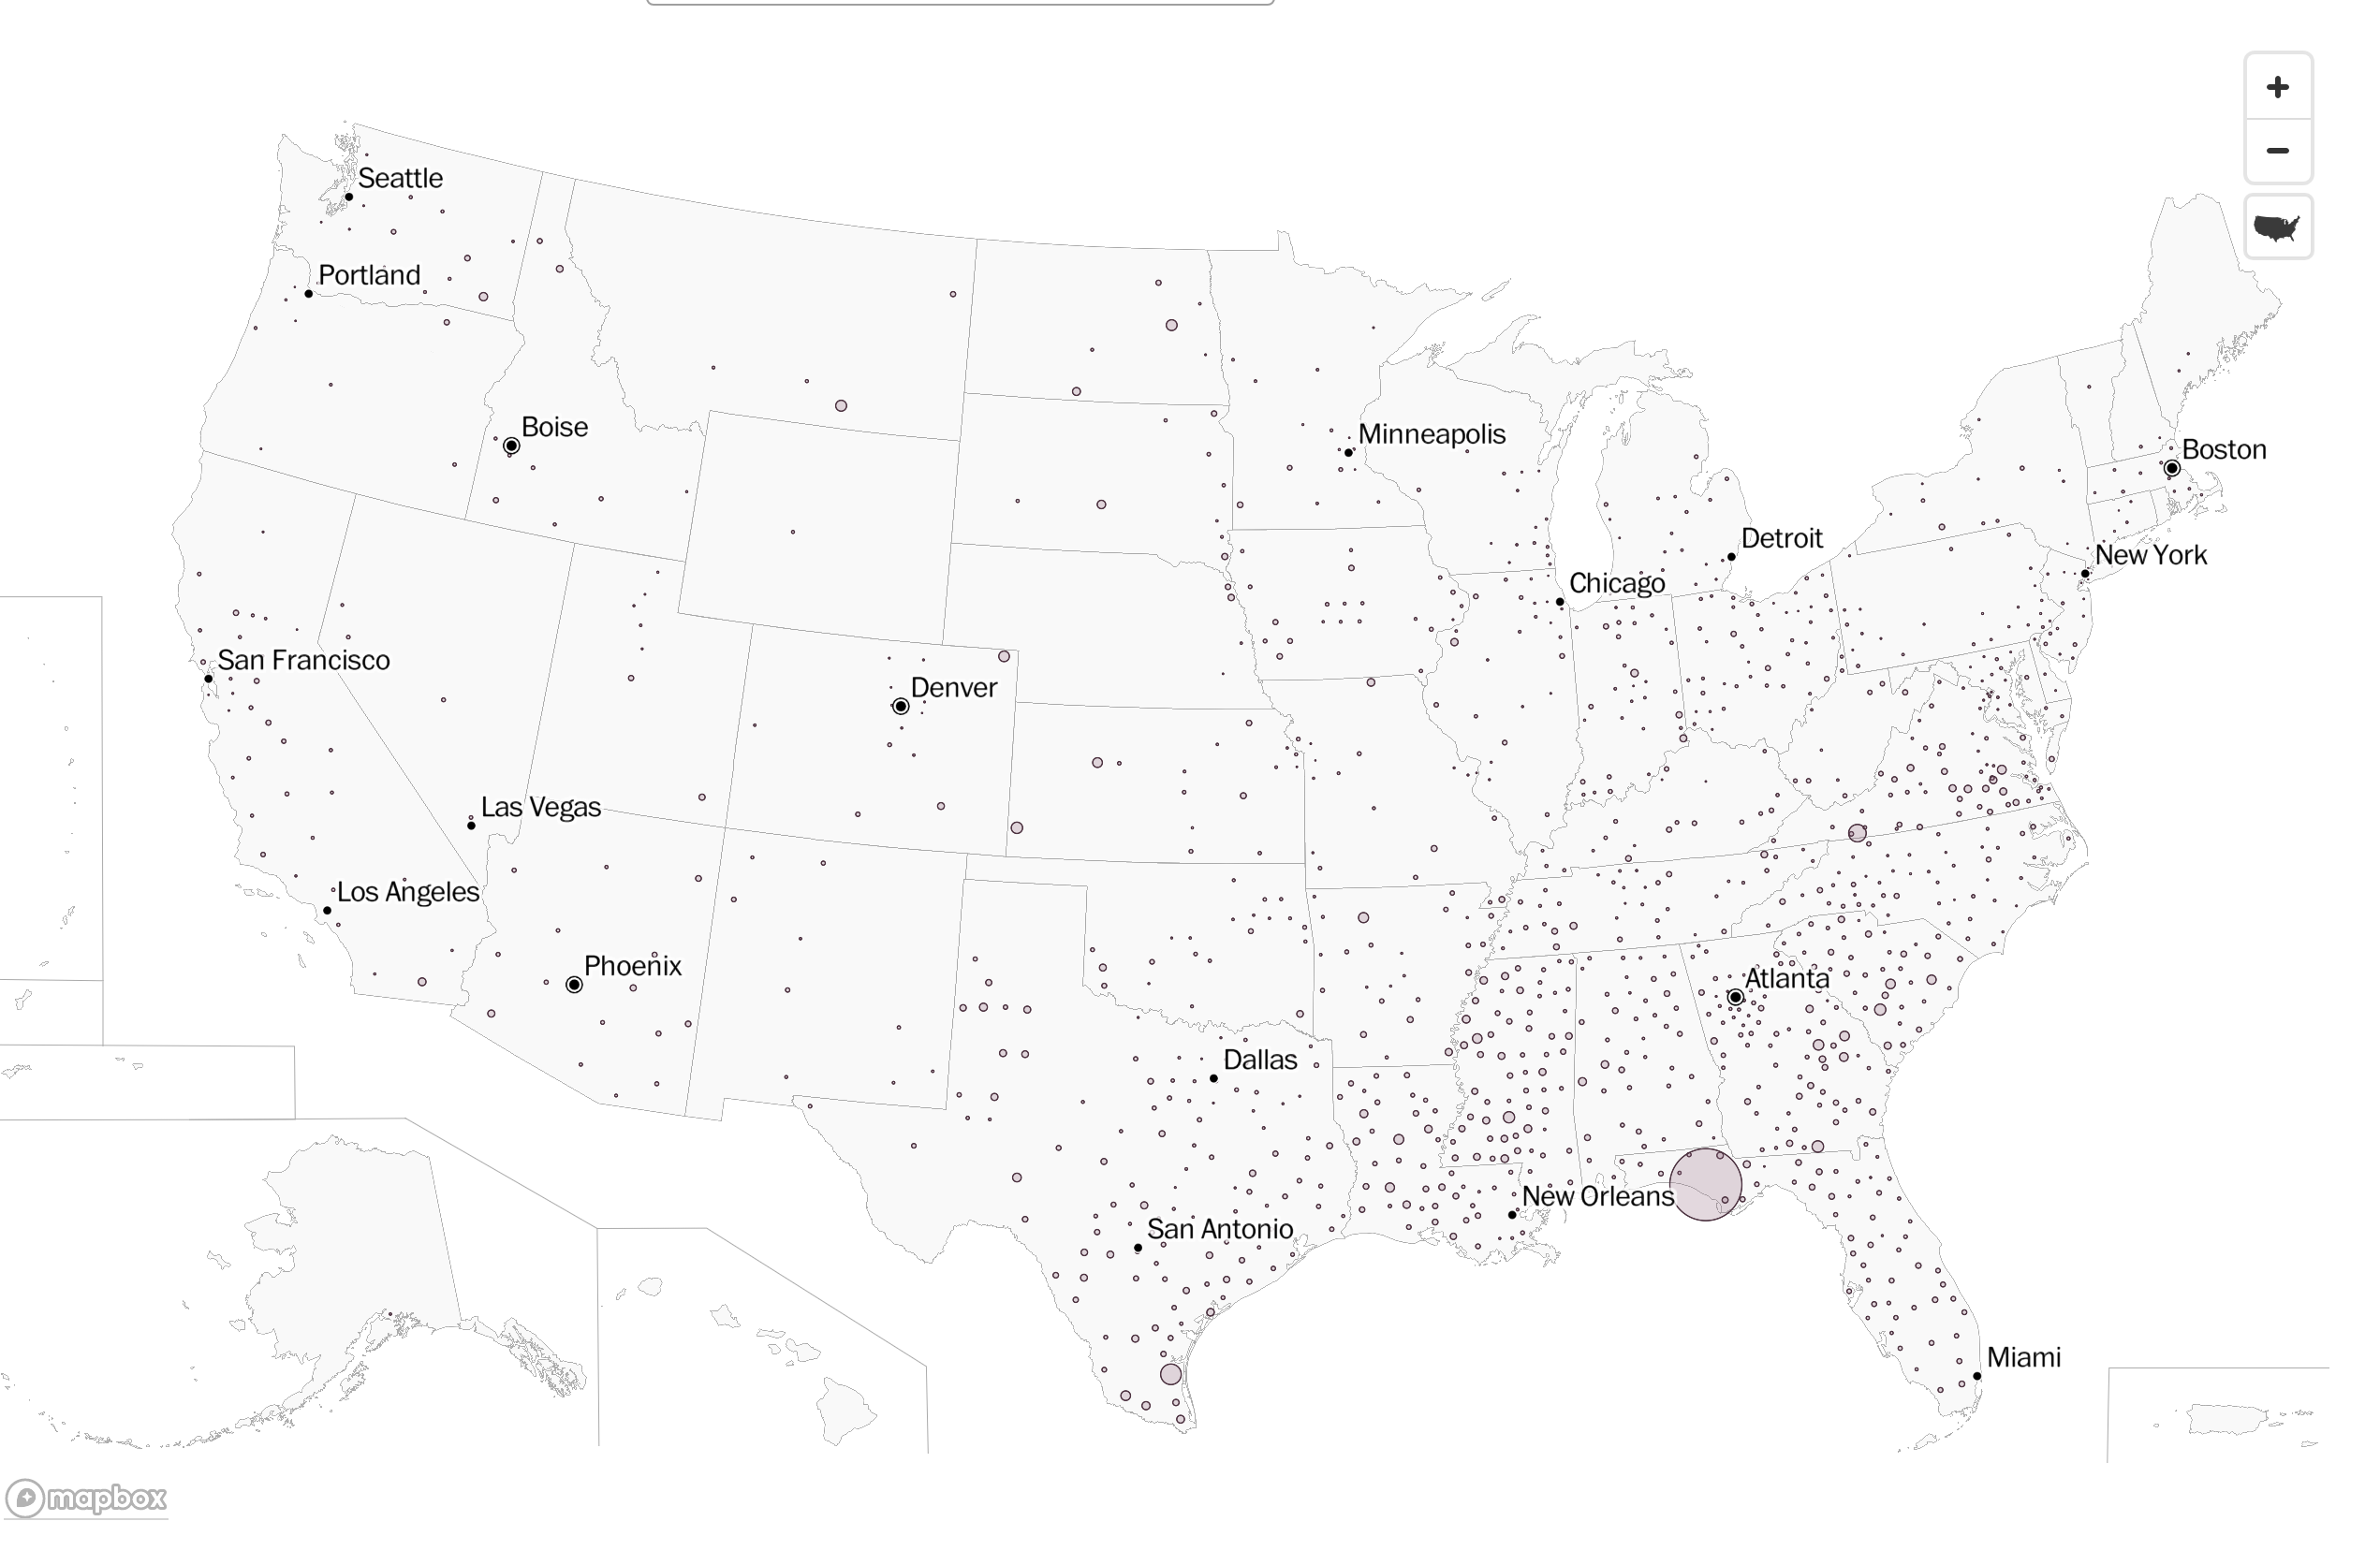 +
−
Seattle
Portland
Boise
Minneapolis
Boston
Detroit
New York
Chicago
San Francisco
Denver
Las Vegas
Los Angeles
Phoenix
Atlanta
Dallas
New Orleans
San Antonio
Miami
mapbox